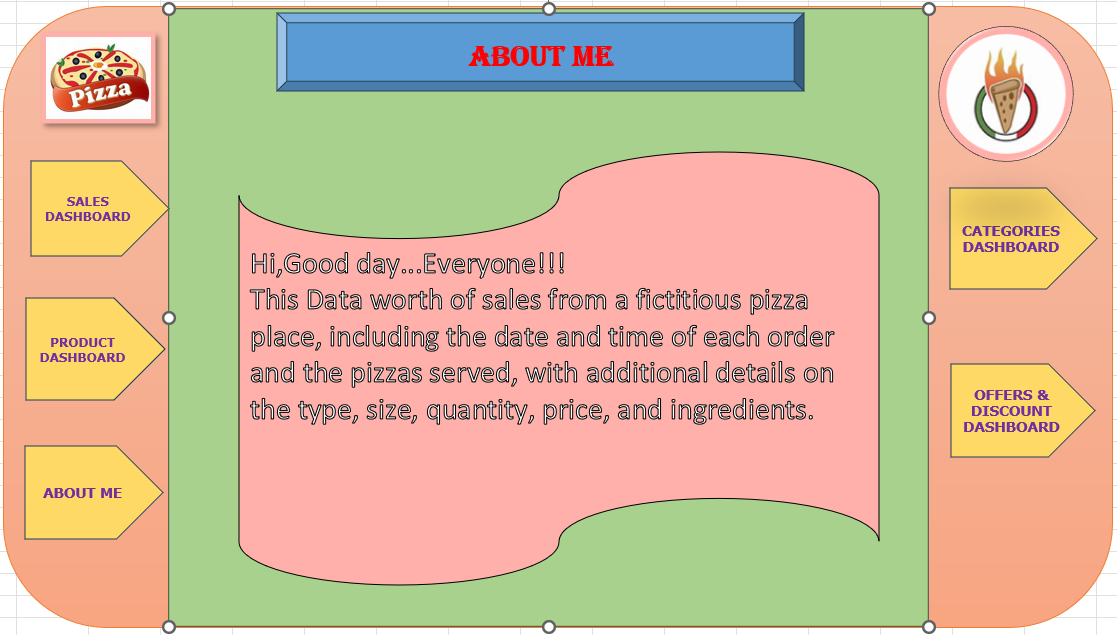 ABOUT ME
Pizza
SALES
DASHBOARD
PRODUCT
DASHBOARD
ABOUT ME
Hi,Good day...Everyone!!!
This Data worth of sales from a fictitious pizza
place, including the date and time of each order
and the pizzas served, with additional details on
the type, size, quantity, price, and ingredients.
CATEGORIES
DASHBOARD
OFFERS &
DISCOUNT
DASHBOARD